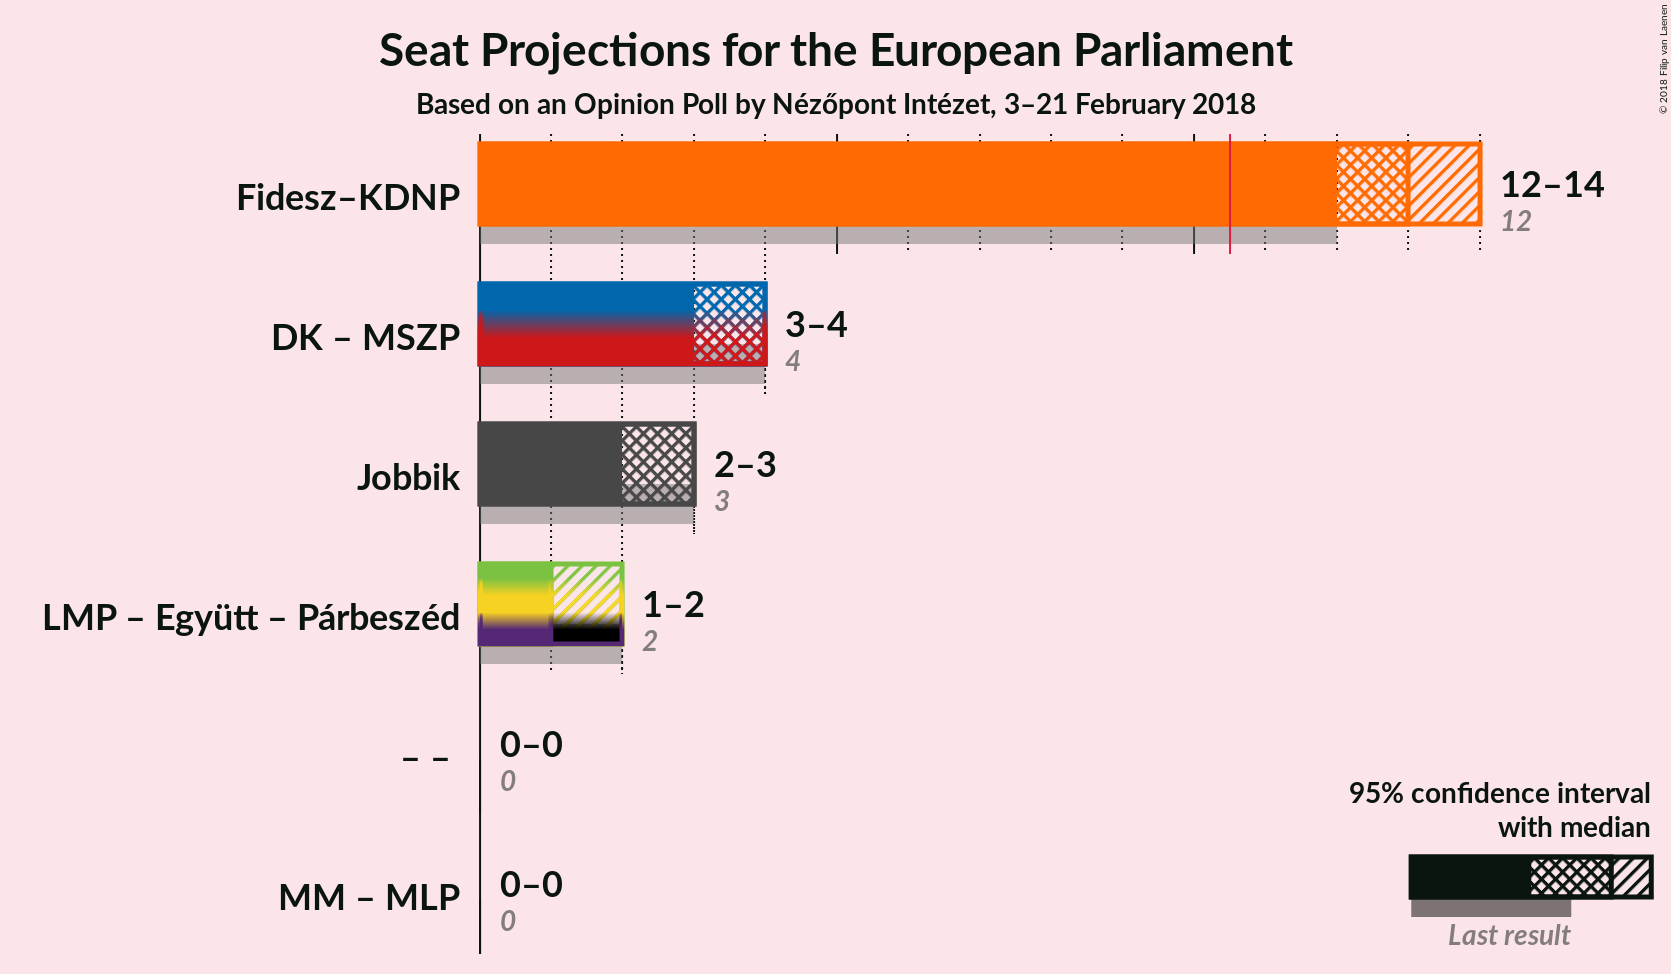 Seat Projections for the European Parliament
Based on an Opinion Poll by Nézőpont Intézet, 3–21 February 2018
© 2018 Filip van Laenen
Fidesz–KDNP
12–14
12
DK – MSZP
3–4
4
Jobbik
2–3
3
LMP – Együtt – Párbeszéd
1–2
2
– –
0–0
0
MM – MLP
0–0
0
95% confidence interval
with median
Last result